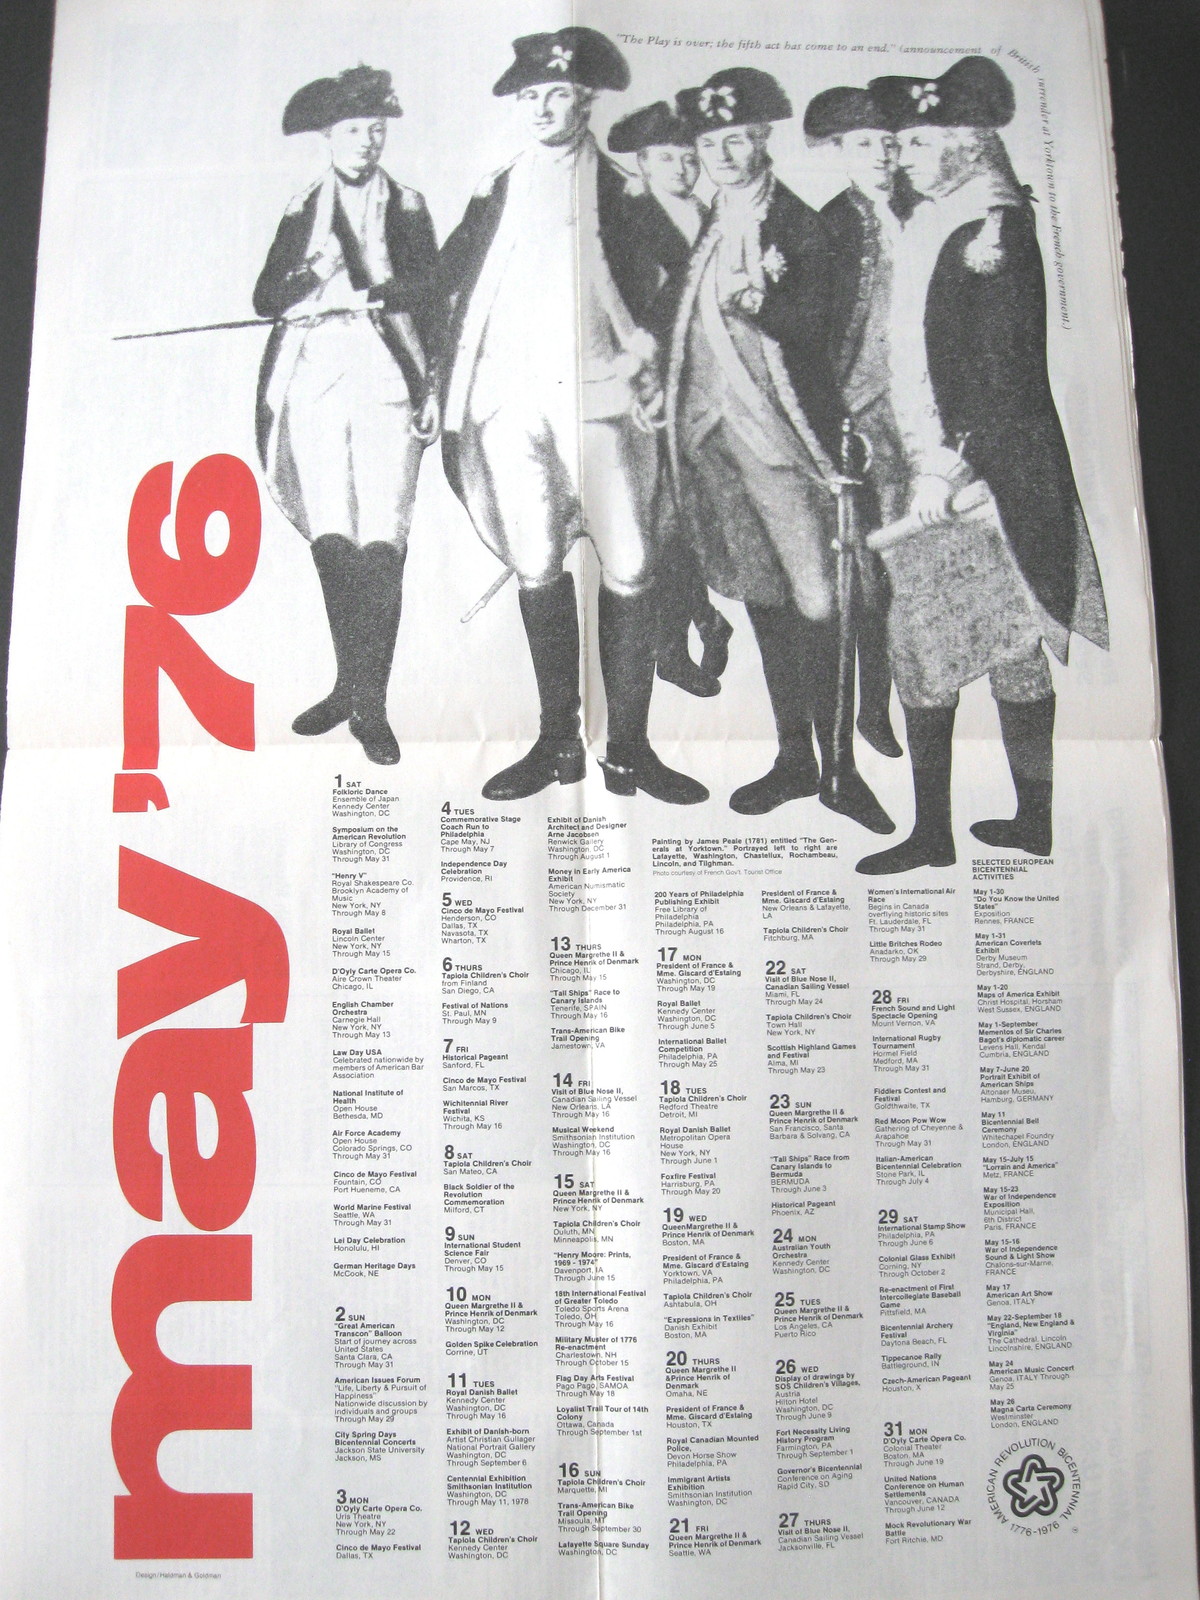 "The Play is over; the fifth act has come to an end." (announcement of British surrender at Yorktown to the French government.)
may '76
1 SAT
Folkloric Dance
Ensemble of Japan
Kennedy Center
Washington, DC
Symposium on the
American Revolution
Library of Congress
Washington, DC
Through May 31
"Henry V"
Royal Shakespeare Co.
Brooklyn Academy of
Music
New York, NY
Through May 8
Royal Ballet
Lincoln Center
New York, NY
Through May 15
D'Oyly Carte Opera Co.
Aire Crown Theater
Chicago, IL
English Chamber
Orchestra
Carnegie Hall
New York, NY
Through May 13
Law Day USA
Celebrated nationwide by
members of American Bar
Association
National Institute of
Health
Open House
Bethesda, MD
Air Force Academy
Open House
Colorado Springs, CO
Through May 31
Cinco de Mayo Festival
Fountain, CO
Port Hueneme, CA
World Marine Festival
Seattle, WA
Through May 31
Lei Day Celebration
Honolulu, HI
German Heritage Days
McCook, NE
2 SUN
"Great American
Transcon" Balloon
Start of journey across
United States
Santa Clara, CA
Through May 31
American Issues Forum
"Life, Liberty & Pursuit of
Happiness"
Nationwide discussion by
individuals and groups
Through May 29
City Spring Days
Bicentennial Concerts
Jackson State University
Jackson, MS
3 MON
D'Oyly Carte Opera Co.
Uris Theatre
New York, NY
Through May 22
Cinco de Mayo Festival
Dallas, TX
4 TUES
Commemorative Stage
Coach Run to
Philadelphia
Cape May, NJ
Through May 7
Independence Day
Celebration
Providence, RI
5 WED
Cinco de Mayo Festival
Henderson, CO
Dallas, TX
Navasota, TX
Wharton, TX
6 THURS
Tapiola Children's Choir
from Finland
San Diego, CA
Festival of Nations
St. Paul, MN
Through May 9
7 FRI
Historical Pageant
Sanford, FL
Cinco de Mayo Festival
San Marcos, TX
Wichitennial River
Festival
Wichita, KS
Through May 16
8 SAT
Tapiola Children's Choir
San Mateo, CA
Black Soldier of the
Revolution
Commemoration
Milford, CT
9 SUN
International Student
Science Fair
Denver, CO
Through May 15
10 MON
Queen Margrethe II &
Prince Henrik of Denmark
Washington, DC
Through May 12
Golden Spike Celebration
Corrine, UT
11 TUES
Royal Danish Ballet
Kennedy Center
Washington, DC
Through May 16
Exhibit of Danish-born
Artist Christian Gullager
National Portrait Gallery
Washington, DC
Through September 6
Centennial Exhibition
Smithsonian Institution
Washington, DC
Through May 11, 1978
12 WED
Tapiola Children's Choir
Kennedy Center
Washington, DC
Exhibit of Danish
Architect and Designer
Arne Jacobsen
Renwick Gallery
Washington, DC
Through August 1
Money in Early America
Exhibit
American Numismatic
Society
New York, NY
Through December 31
13 THURS
Queen Margrethe II &
Prince Henrik of Denmark
Chicago, IL
Through May 15
"Tall Ships" Race to
Canary Islands
Tenerife, SPAIN
Through May 16
Trans-American Bike
Trail Opening
Jamestown, VA
14 FRI
Visit of Blue Nose II,
Canadian Sailing Vessel
New Orleans, LA
Through May 16
Musical Weekend
Smithsonian Institution
Washington, DC
Through May 16
15 SAT
Queen Margrethe II &
Prince Henrik of Denmark
New York, NY
Tapiola Children's Choir
Duluth, MN
Minneapolis, MN
"Henry Moore: Prints,
1969 - 1974"
Davenport, IA
Through June 15
18th International Festival
of Greater Toledo
Toledo Sports Arena
Toledo, OH
Through May 16
Military Muster of 1776
Re-enactment
Charlestown, NH
Through October 15
Flag Day Arts Festival
Pago Pago, SAMOA
Through May 18
Loyalist Trail Tour of 14th
Colony
Ottawa, Canada
Through September 1st
16 SUN
Tapiola Children's Choir
Marquette, MI
Trans-American Bike
Trail Opening
Missoula, MT
Through September 30
Lafayette Square Sunday
Washington, DC
Painting by James Peale (1781) entitled "The Gen-
erals at Yorktown." Portrayed left to right are
Lafayette, Washington, Chastellux, Rochambeau,
Lincoln, and Tilghman.
Photo courtesy of French Gov't. Tourist Office
200 Years of Philadelphia
Publishing Exhibit
Free Library of
Philadelphia
Philadelphia, PA
Through August 16
17 MON
President of France &
Mme. Giscard d'Estaing
Washington, DC
Through May 19
Royal Ballet
Kennedy Center
Washington, DC
Through June 5
International Ballet
Competition
Philadelphia, PA
Through May 25
18 TUES
Tapiola Children's Choir
Redford Theatre
Detroit, MI
Royal Danish Ballet
Metropolitan Opera
House
New York, NY
Through June 1
Foxfire Festival
Harrisburg, PA
Through May 20
19 WED
QueenMargrethe II &
Prince Henrik of Denmark
Boston, MA
President of France &
Mme. Giscard d'Estaing
Yorktown, VA
Philadelphia, PA
Tapiola Children's Choir
Ashtabula, OH
"Expressions in Textiles"
Danish Exhibit
Boston, MA
20 THURS
Queen Margrethe II
&Prince Henrik of
Denmark
Omaha, NE
President of France &
Mme. Giscard d'Estaing
Houston, TX
Royal Canadian Mounted
Police,
Devon Horse Show
Philadelphia, PA
Immigrant Artists
Exhibition
Smithsonian Institution
Washington, DC
21 FRI
Queen Margrethe II &
Prince Henrik of Denmark
Seattle, WA
President of France &
Mme. Giscard d'Estaing
New Orleans & Lafayette,
LA
Tapiola Children's Choir
Fitchburg, MA
22 SAT
Visit of Blue Nose II,
Canadian Sailing Vessel
Miami, FL
Through May 24
Tapiola Children's Choir
Town Hall
New York, NY
Scottish Highland Games
and Festival
Alma, MI
Through May 23
23 SUN
Queen Margrethe II &
Prince Henrik of Denmark
San Francisco, Santa
Barbara & Solvang, CA
"Tall Ships" Race from
Canary Islands to
Bermuda
BERMUDA
Through June 3
Historical Pageant
Phoenix, AZ
24 MON
Australian Youth
Orchestra
Kennedy Center
Washington, DC
25 TUES
Queen Margrethe II &
Prince Henrik of Denmark
Los Angeles, CA
Puerto Rico
26 WED
Display of drawings by
SOS Children's Villages,
Austria
Hilton Hotel
Washington, DC
Through June 9
Fort Necessity Living
History Program
Farmington, PA
Through September 1
Governor's Bicentennial
Conference on Aging
Rapid City, SD
27 THURS
Visit of Blue Nose II,
Canadian Sailing Vessel
Jacksonville, FL
Women's International Air
Race
Begins in Canada
overflying historic sites
Ft. Lauderdale, FL
Through May 31
Little Britches Rodeo
Anadarko, OK
Through May 29
28 FRI
French Sound and Light
Spectacle Opening
Mount Vernon, VA
International Rugby
Tournament
Hormel Field
Medford, MA
Through May 31
Fiddlers Contest and
Festival
Goldthwaite, TX
Red Moon Pow Wow
Gathering of Cheyenne &
Arapahoe
Through May 31
Italian-American
Bicentennial Celebration
Stone Park, IL
Through July 4
29 SAT
International Stamp Show
Philadelphia, PA
Through June 6
Colonial Glass Exhibit
Corning, NY
Through October 2
Re-enactment of First
Intercollegiate Baseball
Game
Pittsfield, MA
Bicentennial Archery
Festival
Daytona Beach, FL
Tippecanoe Rally
Battleground, IN
Czech-American Pageant
Houston, X
31 MON
D'Oyly Carte Opera Co.
Colonial Theater
Boston, MA
Through June 19
United Nations
Conference on Human
Settlements
Vancouver, CANADA
Through June 12
Mock Revolutionary War
Battle
Fort Ritchie, MD
SELECTED EUROPEAN
BICENTENNIAL
ACTIVITIES
May 1-30
"Do You Know the United
States"
Exposition
Rennes, FRANCE
May 1-31
American Coverlets
Exhibit
Derby Museum
Strand, Derby,
Derbyshire, ENGLAND
May 1-20
Maps of America Exhibit
Christ Hospital, Horsham
West Sussex, ENGLAND
May 1-September
Mementos of Sir Charles
Bagot's diplomatic career
Levens Hall, Kendal
Cumbria, ENGLAND
May 7-June 20
Portrait Exhibit of
American Ships
Altonaer Museu,
Hamburg, GERMANY
May 11
Bicentennial Bell
Ceremony
Whitechapel Foundry
London, ENGLAND
May 15-July 15
"Lorrain and America"
Metz, FRANCE
May 15-23
War of Independence
Exposition
Municipal Hall,
6th District
Paris, FRANCE
May 15-16
War of Independence
Sound & Light Show
Chalons-sur-Marne,
FRANCE
May 17
American Art Show
Genoa, ITALY
May 22-September 18
"England, New England &
Virginia"
The Cathedral, Lincoln
Lincolnshire, ENGLAND
May 24
American Music Concert
Genoa, ITALY Through
May 25
May 26
Magna Carta Ceremony
Westminster
London, ENGLAND
AMERICAN REVOLUTION BICENTENNIAL
1776-1976
Design/Haldman & Goldman